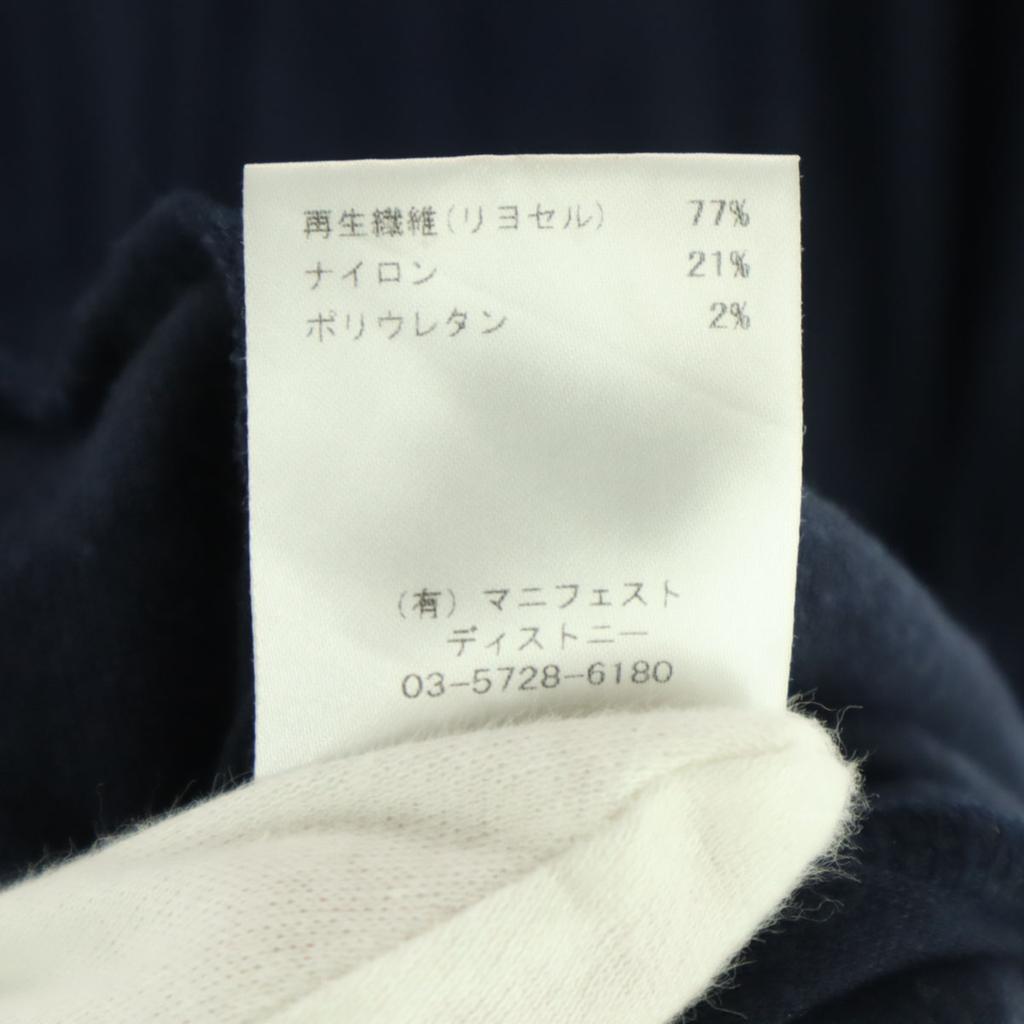 再生繊維(リヨセル) 77%
ナイロン 21%
ポリウレタン 2%
(有) マニフェスト
ディストニー
03-5728-6180